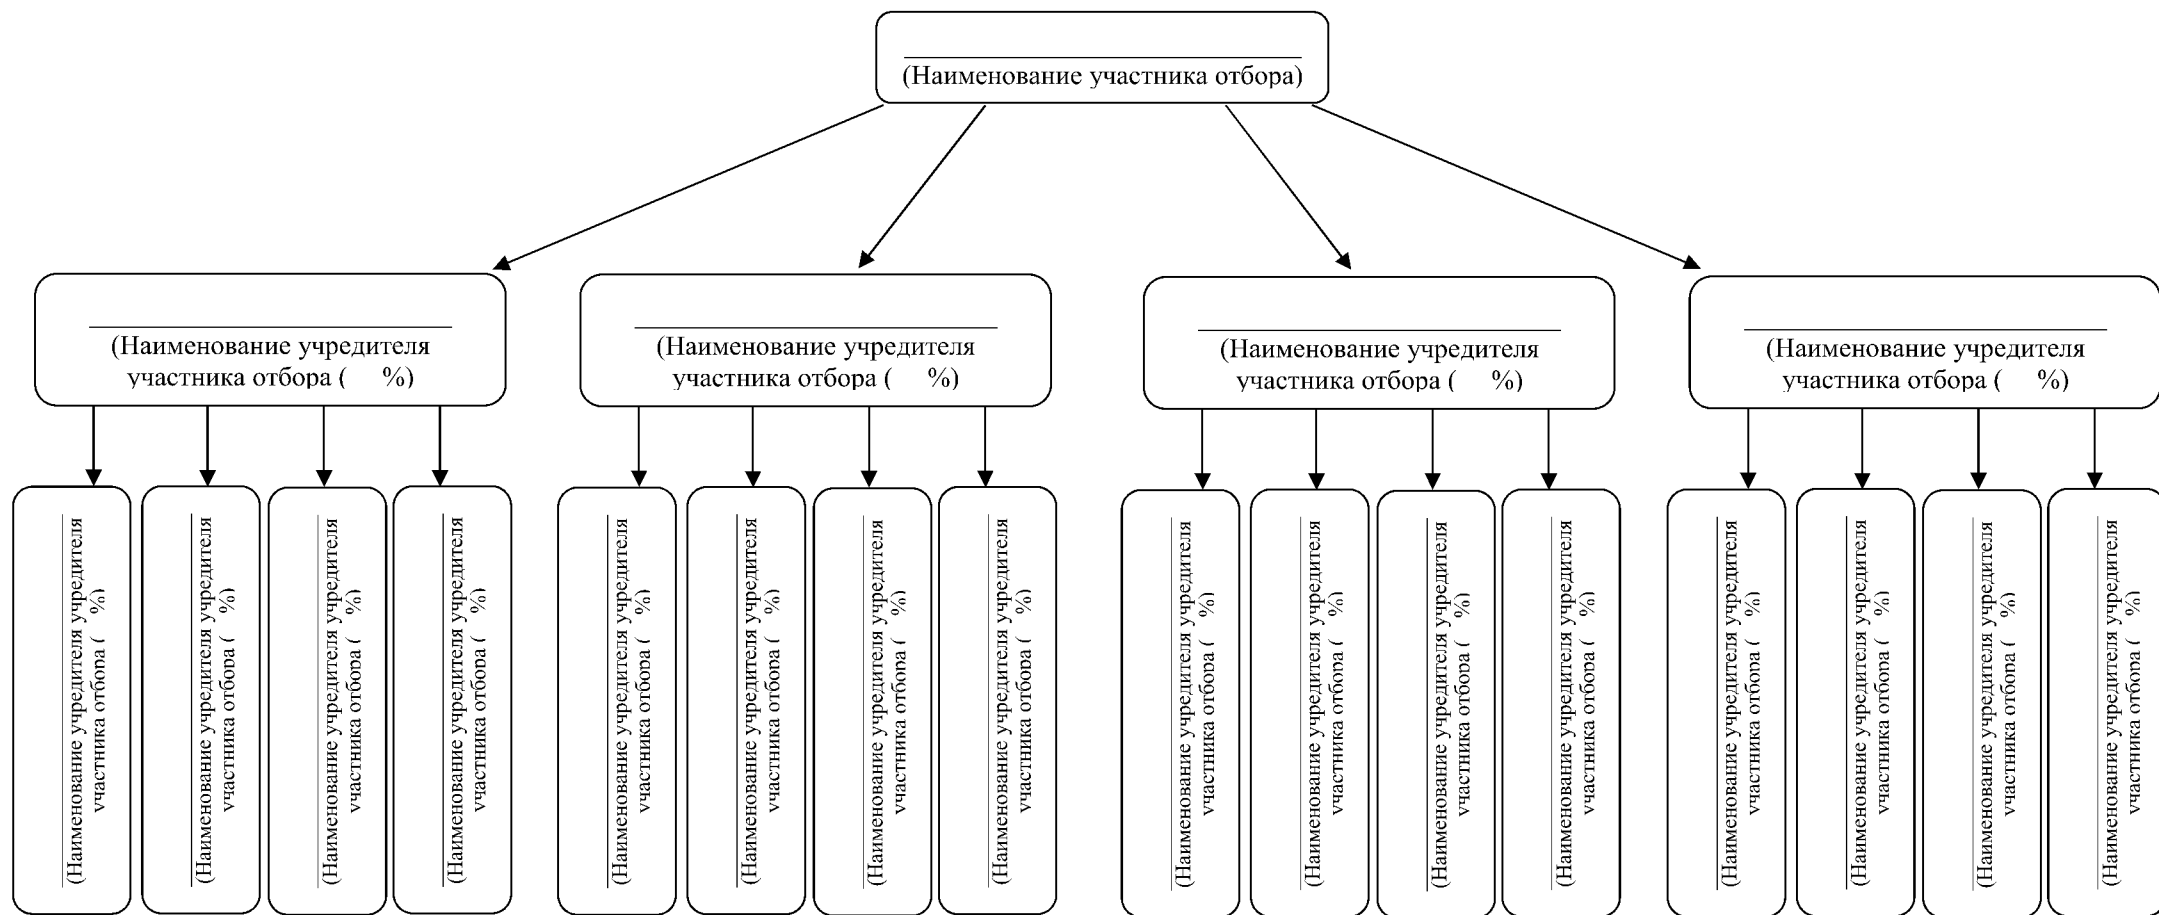 (Наименование участника отбора)
(Наименование учредителя
участника отбора ( %)
(Наименование учредителя
участника отбора ( %)
(Наименование учредителя
участника отбора ( %)
(Наименование учредителя
участника отбора ( %)
(Наименование учредителя учредителя
участника отбора ( %)
(Наименование учредителя учредителя
участника отбора ( %)
(Наименование учредителя учредителя
участника отбора ( %)
(Наименование учредителя учредителя
участника отбора ( %)
(Наименование учредителя учредителя
участника отбора ( %)
(Наименование учредителя учредителя
участника отбора ( %)
(Наименование учредителя учредителя
участника отбора ( %)
(Наименование учредителя учредителя
участника отбора ( %)
(Наименование учредителя учредителя
участника отбора ( %)
(Наименование учредителя учредителя
участника отбора ( %)
(Наименование учредителя учредителя
участника отбора ( %)
(Наименование учредителя учредителя
участника отбора ( %)
(Наименование учредителя учредителя
участника отбора ( %)
(Наименование учредителя учредителя
участника отбора ( %)
(Наименование учредителя учредителя
участника отбора ( %)
(Наименование учредителя учредителя
участника отбора ( %)